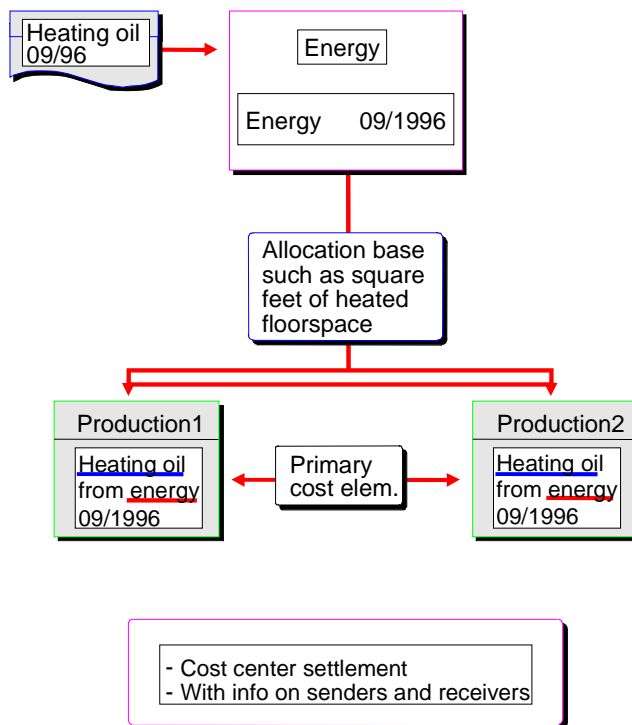 Heating oil
09/96
Energy
Energy 09/1996
Allocation base
such as square
feet of heated
floorspace
Production1
Heating oil
from energy
09/1996
Primary
cost elem.
Production2
Heating oil
from energy
09/1996
- Cost center settlement
- With info on senders and receivers